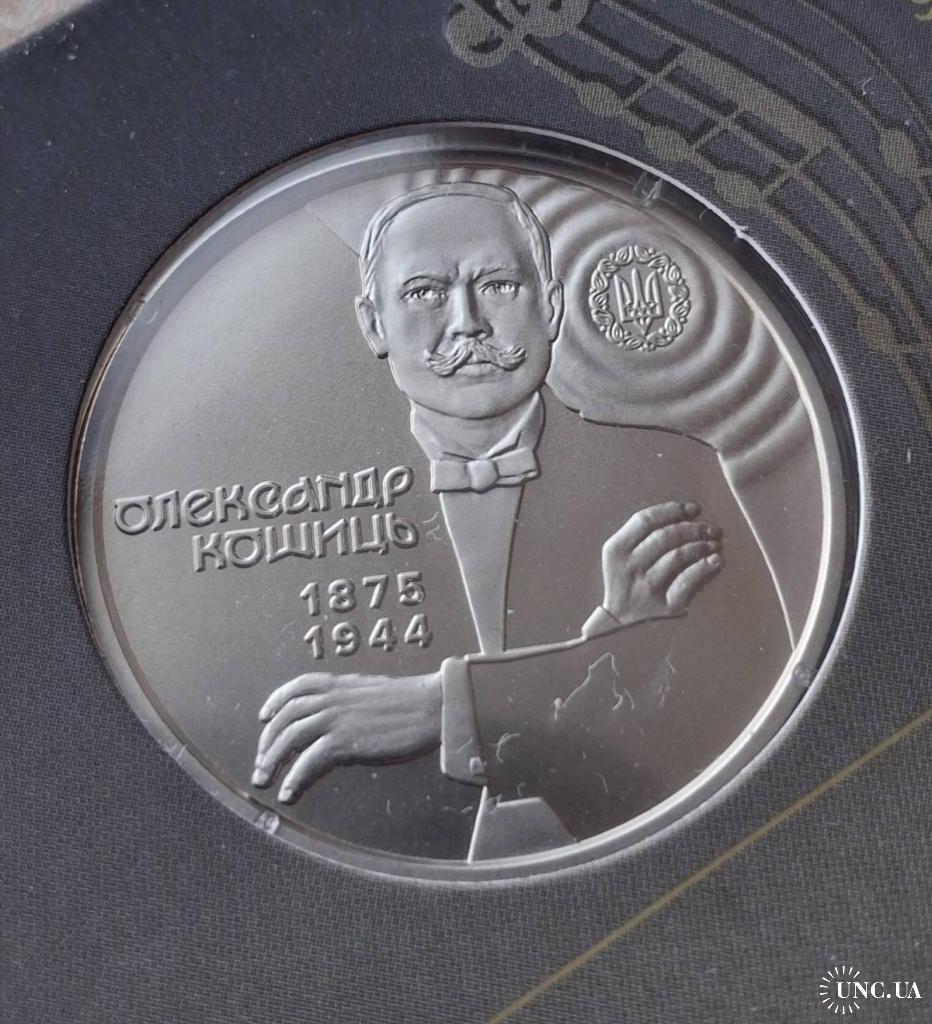 ОЛЕКСАНДР
КОШИЦЬ
1875
1944
UNC.UA